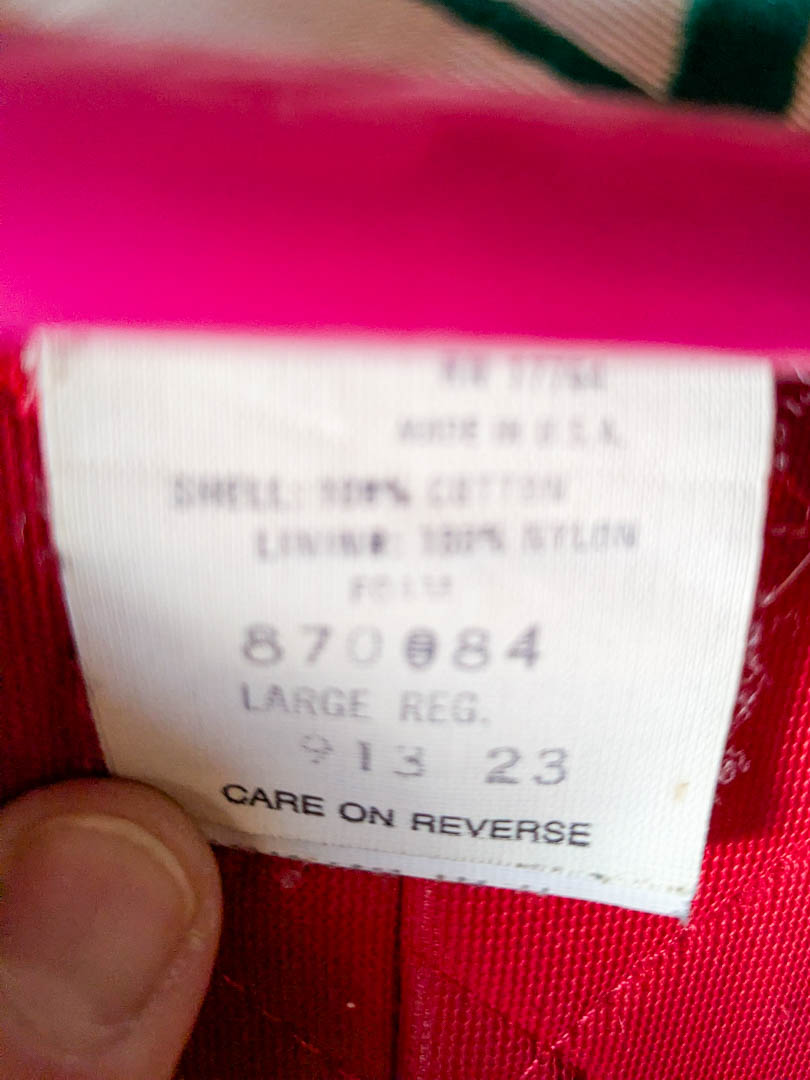 MADE IN U.S.A.
SHELL: 100% COTTON
LINING: 100% NYLON
870084
LARGE REG.
913 23
CARE ON REVERSE